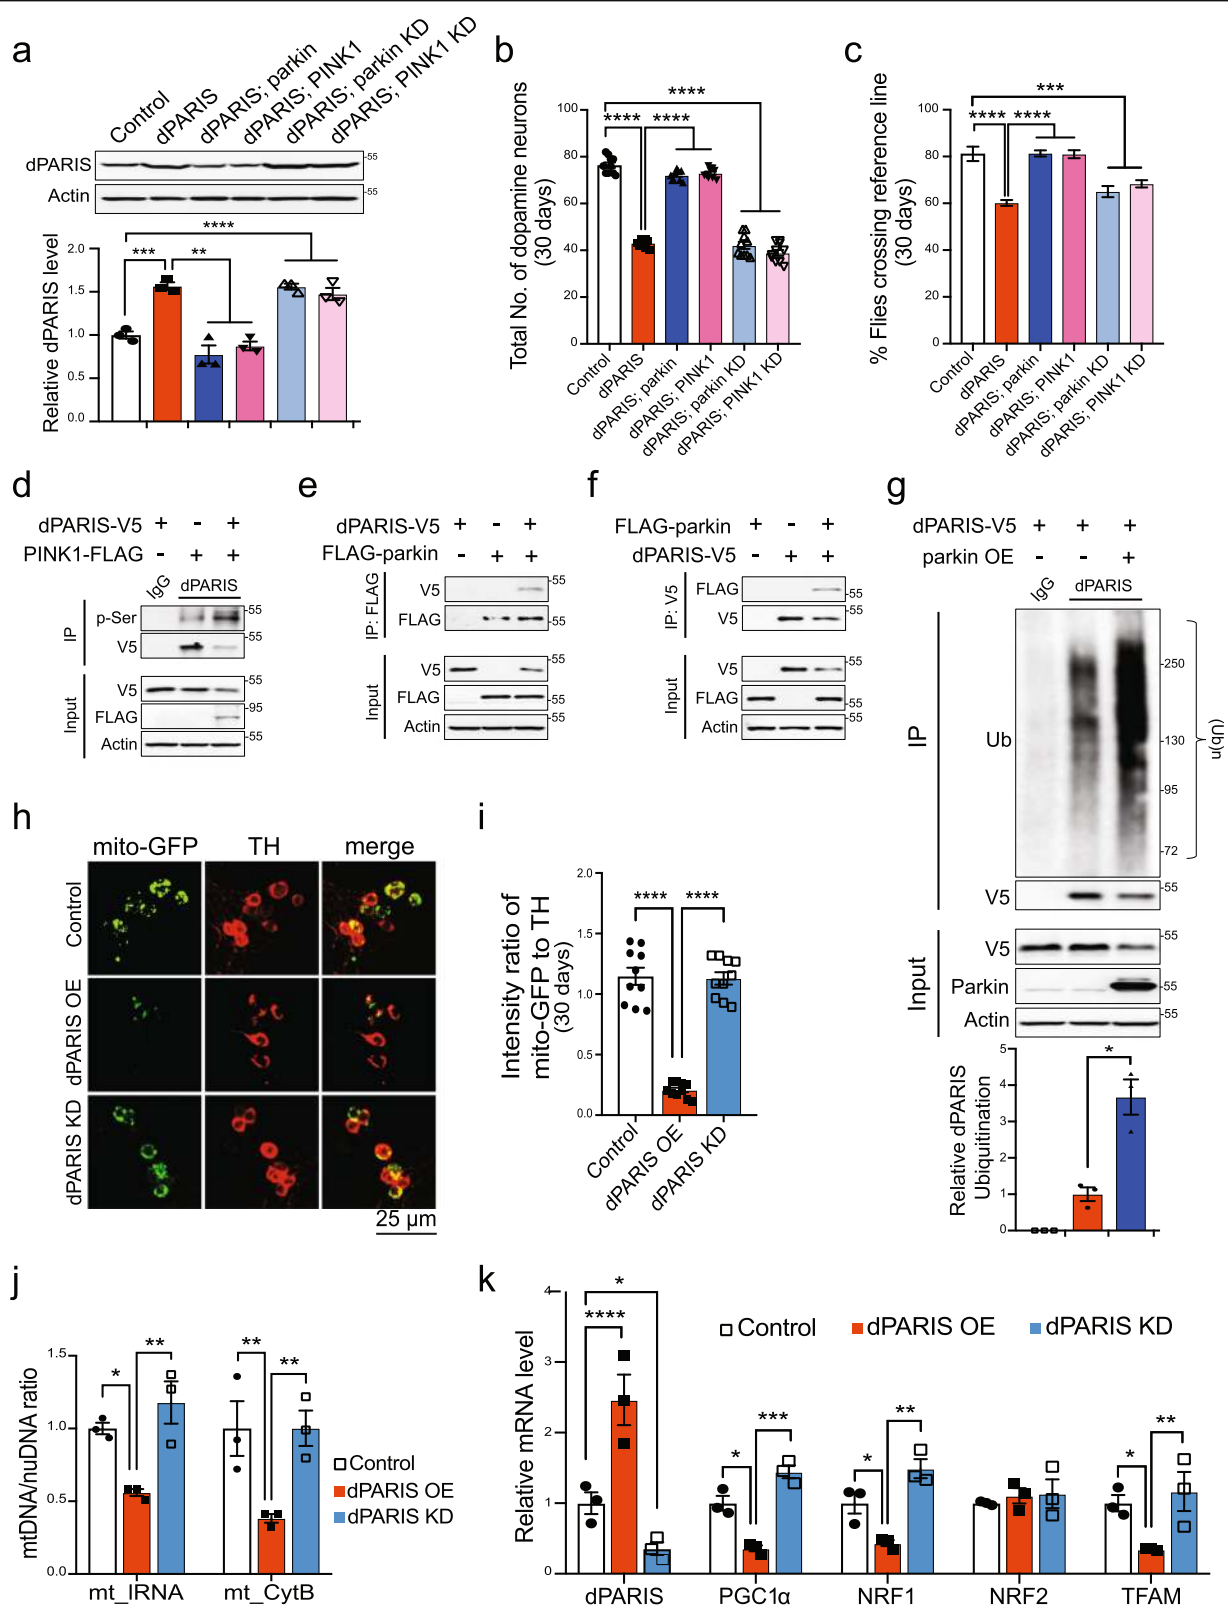 a
Control
dPARIS
dPARIS; parkin
dPARIS; PINK1
dPARIS; parkin KD
dPARIS; PINK1 KD
dPARIS
-55
Actin
-55
Relative dPARIS level
2.0
1.5
1.0
0.5
0.0
****
***
**
b
Total No. of dopamine neurons
(30 days)
100
80
60
40
20
0
****
****
****
Control
dPARIS
dPARIS; parkin
dPARIS; PINK1
dPARIS; parkin KD
dPARIS; PINK1 KD
c
% Flies crossing reference line
(30 days)
100
80
60
40
20
0
***
****
****
Control
dPARIS
dPARIS; parkin
dPARIS; PINK1
dPARIS; parkin KD
dPARIS; PINK1 KD
d
dPARIS-V5 + - +
PINK1-FLAG - + +
IgG dPARIS
IP
p-Ser -55
V5 -55
Input
V5 -55
FLAG -95
Actin -55
e
dPARIS-V5 + - +
FLAG-parkin - + +
IP: FLAG
V5 -55
FLAG -55
Input
V5 -55
FLAG -55
Actin -55
f
FLAG-parkin + - +
dPARIS-V5 - + +
IP: V5
FLAG -55
V5 -55
Input
V5 -55
FLAG -55
Actin -55
g
dPARIS-V5 + + +
parkin OE - - +
IgG dPARIS
IP
Ub
-250
-130
-95
-72
(Ub)n
V5 -55
Input
V5 -55
Parkin -55
Actin -55
Relative dPARIS
Ubiquitination
5
4
3
2
1
0
*
h
mito-GFP TH merge
Control
dPARIS OE
dPARIS KD
25 µm
i
Intensity ratio of
mito-GFP to TH
(30 days)
2.0
1.5
1.0
0.5
0.0
**** ****
Control
dPARIS OE
dPARIS KD
j
mtDNA/nuDNA ratio
1.5
1.0
0.5
0.0
* ** ** **
Control
dPARIS OE
dPARIS KD
mt_lRNA mt_CytB
k
Relative mRNA level
4
3
2
1
0
*
****
* *** * ** * **
Control dPARIS OE dPARIS KD
dPARIS PGC1α NRF1 NRF2 TFAM